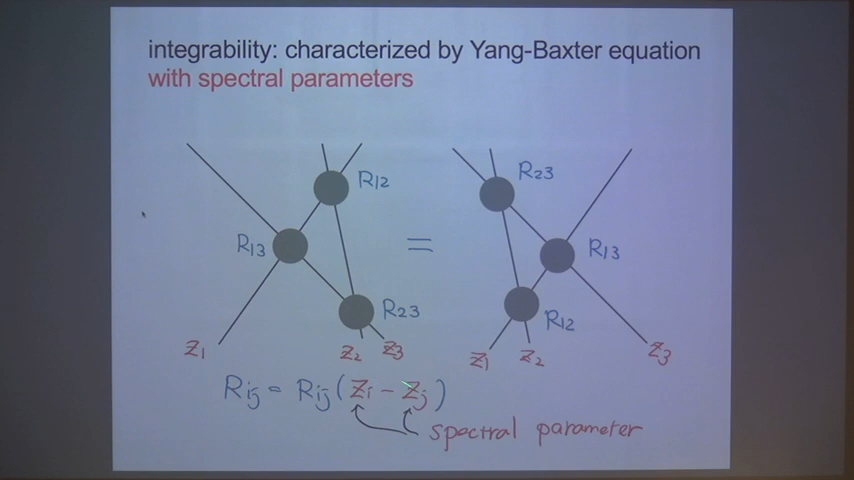 integrability: characterized by Yang-Baxter equation
with spectral parameters
R12
R23
R13
=
R13
R23
R12
Z1
Z2
Z3
Z1
Z2
Z3
Rij = Rij (Zi - Zj)
spectral parameter